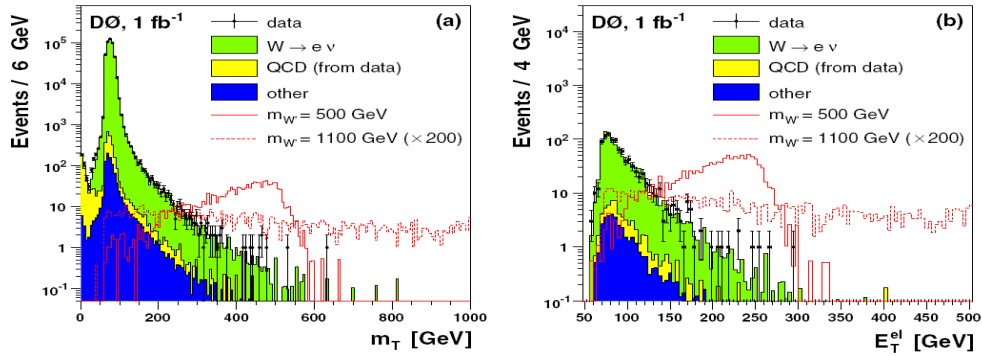 DØ, 1 fb⁻¹
(a)
data
W → e ν
QCD (from data)
other
m_W' = 500 GeV
m_W' = 1100 GeV (×200)
Events / 6 GeV
10⁵
10⁴
10³
10²
10
1
10⁻¹
0 200 400 600 800 1000
m_T [GeV]
DØ, 1 fb⁻¹
(b)
data
W → e ν
QCD (from data)
other
m_W' = 500 GeV
m_W' = 1100 GeV (×200)
Events / 4 GeV
10⁴
10³
10²
10
1
10⁻¹
50 100 150 200 250 300 350 400 450 500
E_T^el [GeV]